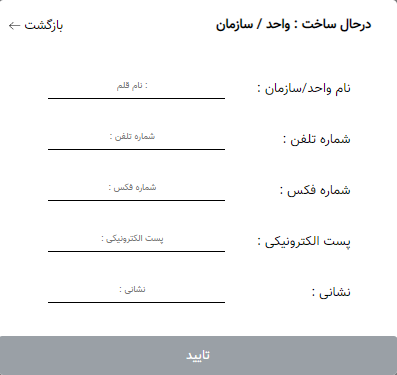 درحال ساخت : واحد / سازمان
بازگشت ←
نام واحد/سازمان :
نام قلم :
شماره تلفن :
شماره تلفن :
شماره فکس :
شماره فکس :
پست الکترونیکی :
پست الکترونیکی :
نشانی :
نشانی :
تایید